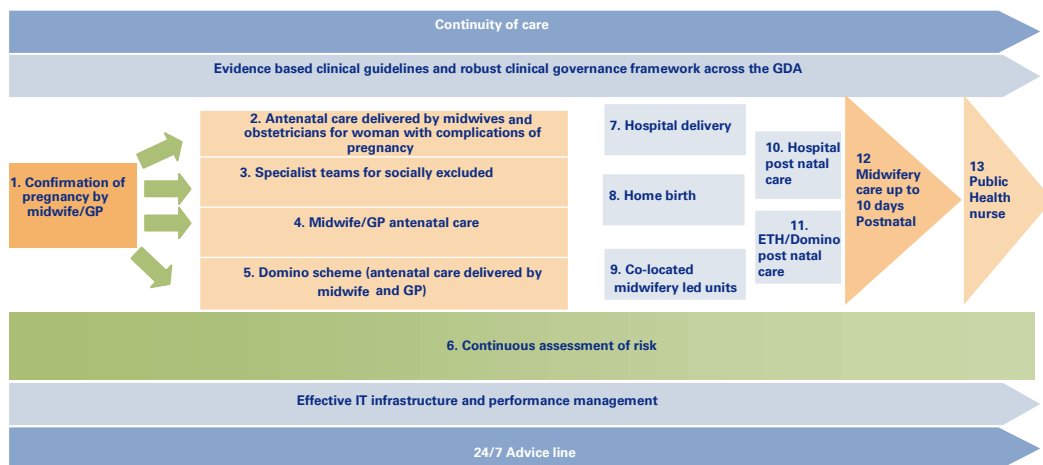 Continuity of care
Evidence based clinical guidelines and robust clinical governance framework across the GDA
1. Confirmation of
pregnancy by
midwife/GP
2. Antenatal care delivered by midwives and
obstetricians for woman with complications of
pregnancy
3. Specialist teams for socially excluded
4. Midwife/GP antenatal care
5. Domino scheme (antenatal care delivered by
midwife and GP)
7. Hospital delivery
8. Home birth
9. Co-located
midwifery led units
10. Hospital
post natal
care
11.
ETH/Domino
post natal
care
12
Midwifery
care up to
10 days
Postnatal
13
Public
Health
nurse
6. Continuous assessment of risk
Effective IT infrastructure and performance management
24/7 Advice line